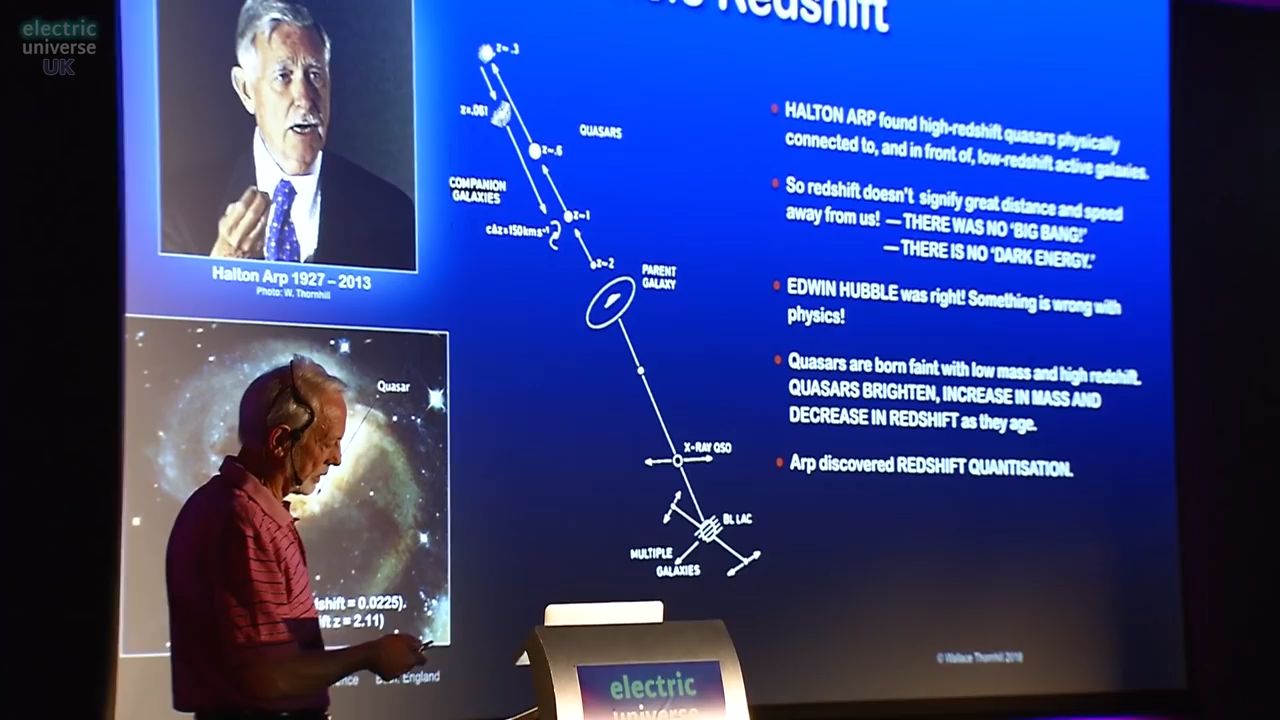 electric
universe
UK
Redshift
Halton Arp 1927 – 2013
Photo: W. Thornhill
Quasar
shift = 0.0225).
z = 2.11)
England
z~.3
z=.061
QUASARS
z~.6
COMPANION
GALAXIES
z~1
cΔz=150kms⁻¹
z~2
PARENT
GALAXY
X-RAY QSO
BL LAC
MULTIPLE
GALAXIES
• HALTON ARP found high-redshift quasars physically
connected to, and in front of, low-redshift active galaxies.
• So redshift doesn't signify great distance and speed
away from us! — THERE WAS NO 'BIG BANG!'
— THERE IS NO 'DARK ENERGY.'
• EDWIN HUBBLE was right! Something is wrong with
physics!
• Quasars are born faint with low mass and high redshift.
QUASARS BRIGHTEN, INCREASE IN MASS AND
DECREASE IN REDSHIFT as they age.
• Arp discovered REDSHIFT QUANTISATION.
© Wallace Thornhill 2018
electric
universe